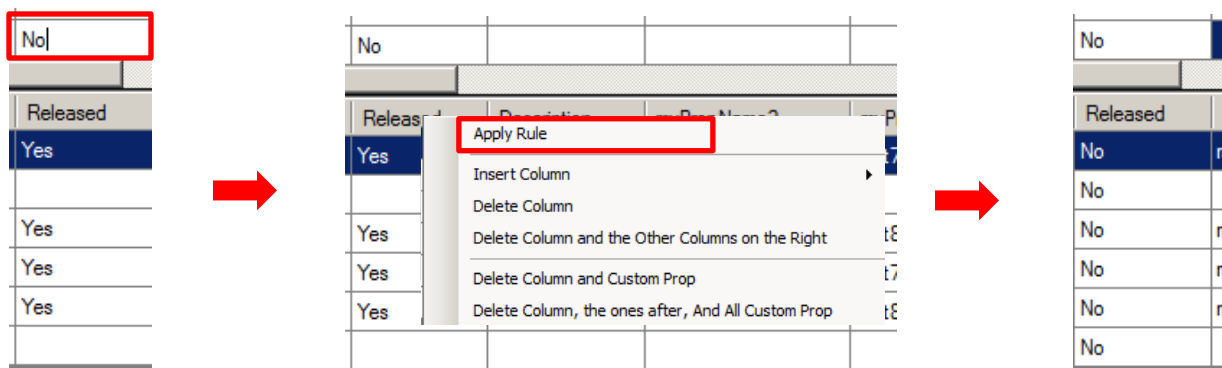 No
Released
Yes
Yes
Yes
Yes
No
Released
Yes
Yes
Yes
Yes
Apply Rule
Insert Column
Delete Column
Delete Column and the Other Columns on the Right
Delete Column and Custom Prop
Delete Column, the ones after, And All Custom Prop
No
Released
No
No
No
No
No
No